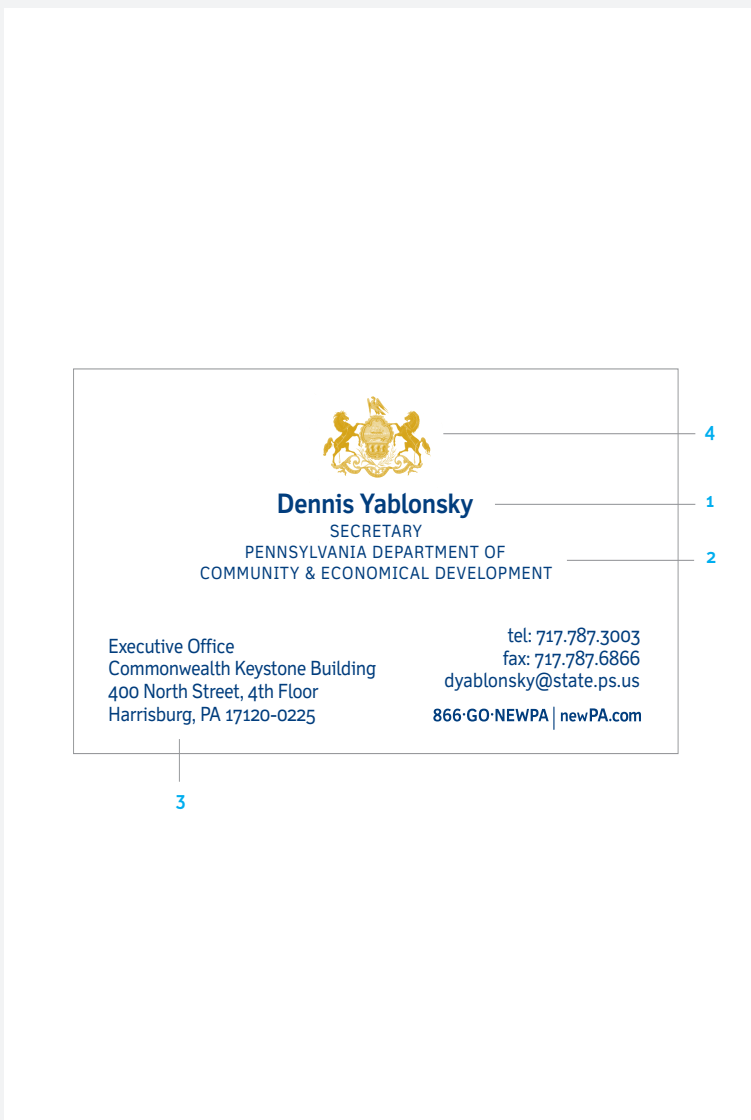 4
Dennis Yablonsky
1
SECRETARY
PENNSYLVANIA DEPARTMENT OF
2
COMMUNITY & ECONOMICAL DEVELOPMENT
Executive Office
Commonwealth Keystone Building
400 North Street, 4th Floor
Harrisburg, PA 17120-0225
tel: 717.787.3003
fax: 717.787.6866
dyablonsky@state.ps.us
866·GO·NEWPA | newPA.com
3